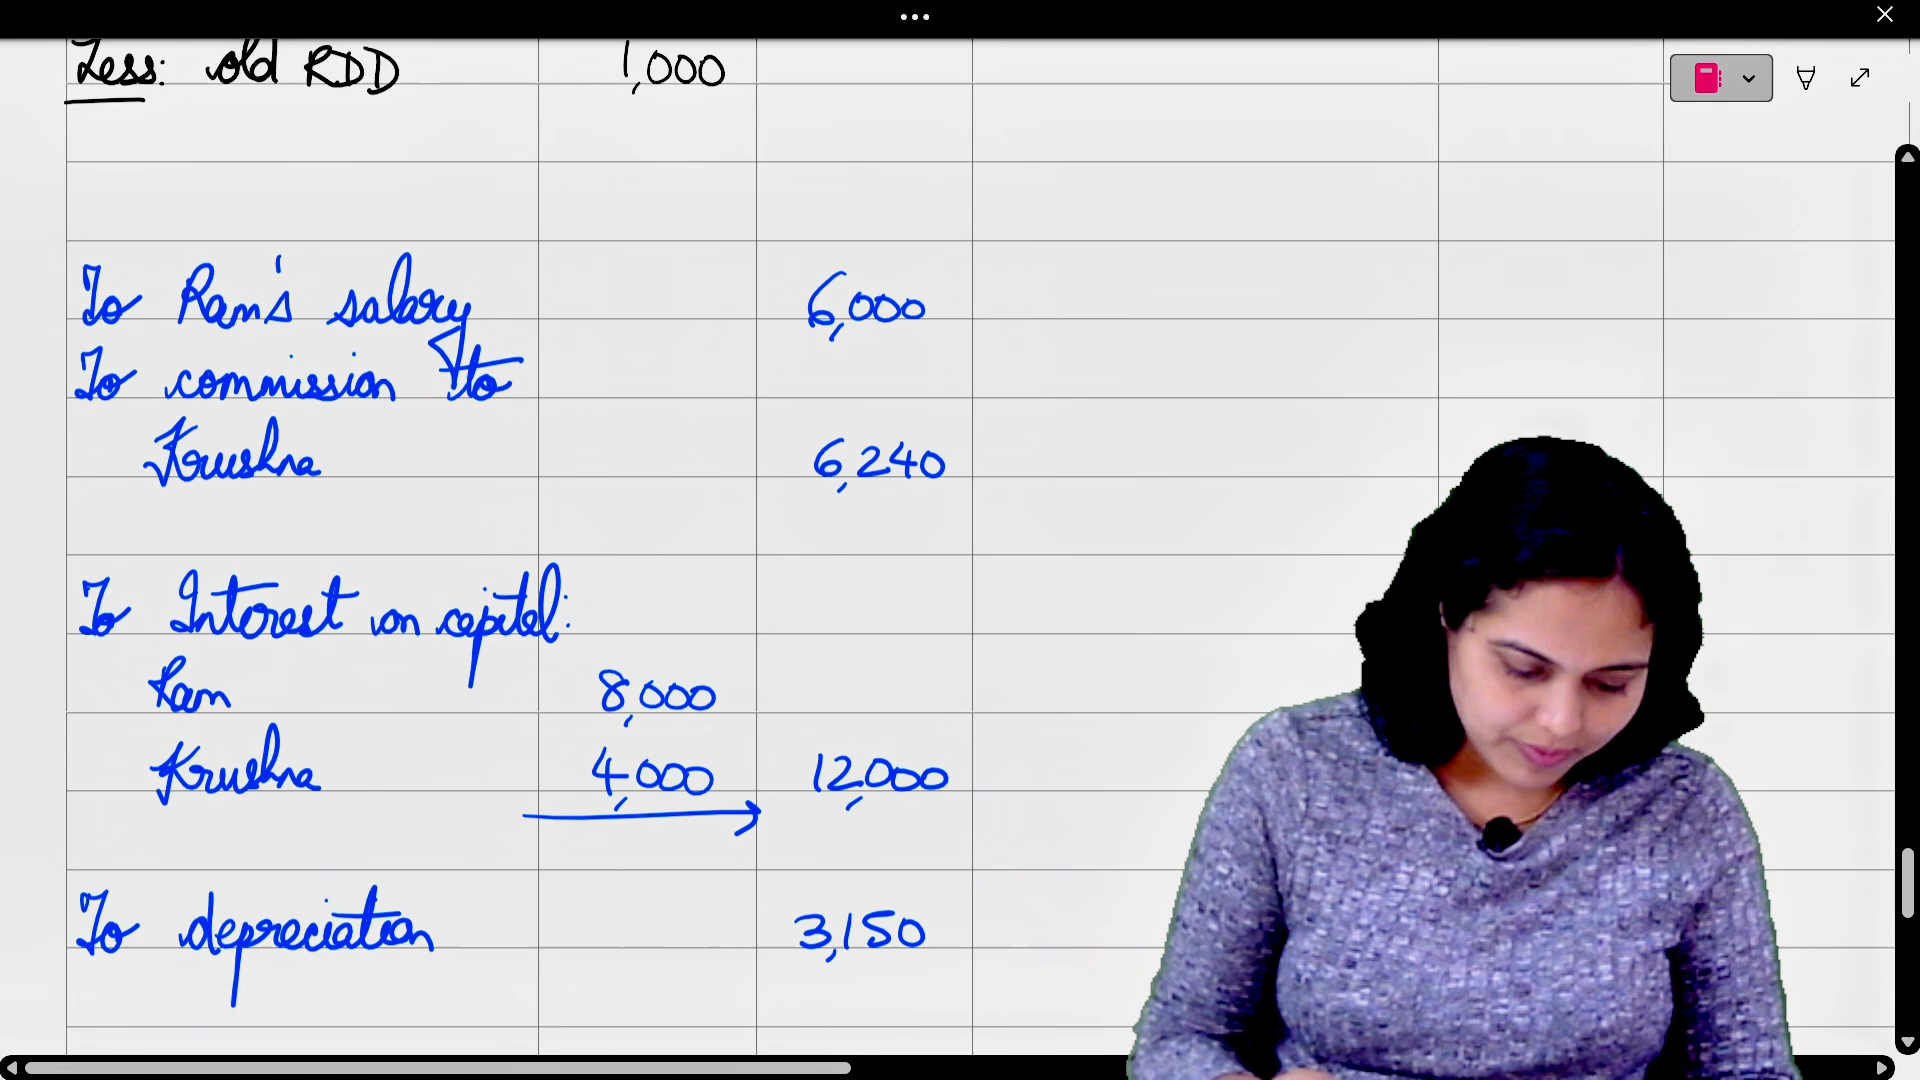 Less: old RDD 1,000
To Ram's salary 6,000
To commission to
Krushna 6,240
To Interest on capital:
Ram 8,000
Krushna 4,000 12,000
To depreciation 3,150